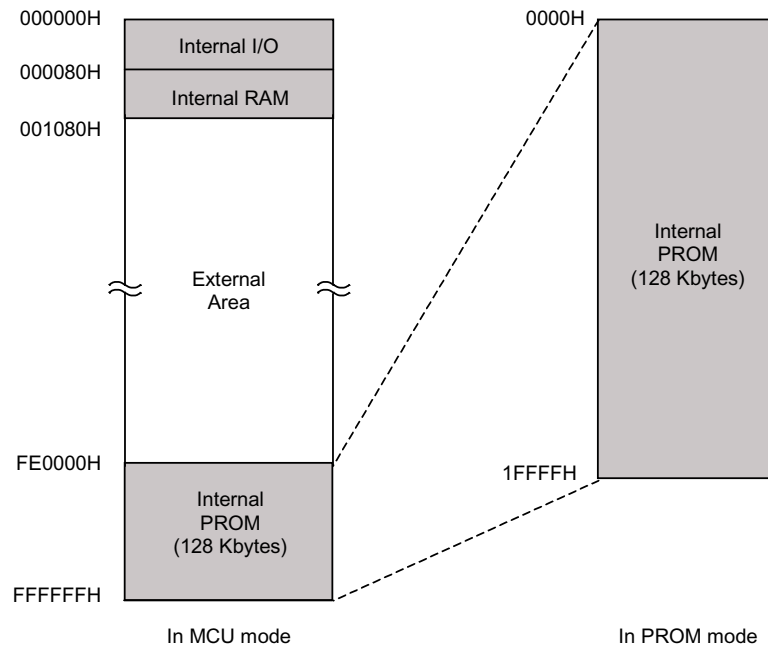 000000H
Internal I/O
000080H
Internal RAM
001080H
External
Area
FE0000H
Internal
PROM
(128 Kbytes)
FFFFFFH
In MCU mode
0000H
Internal
PROM
(128 Kbytes)
1FFFFH
In PROM mode